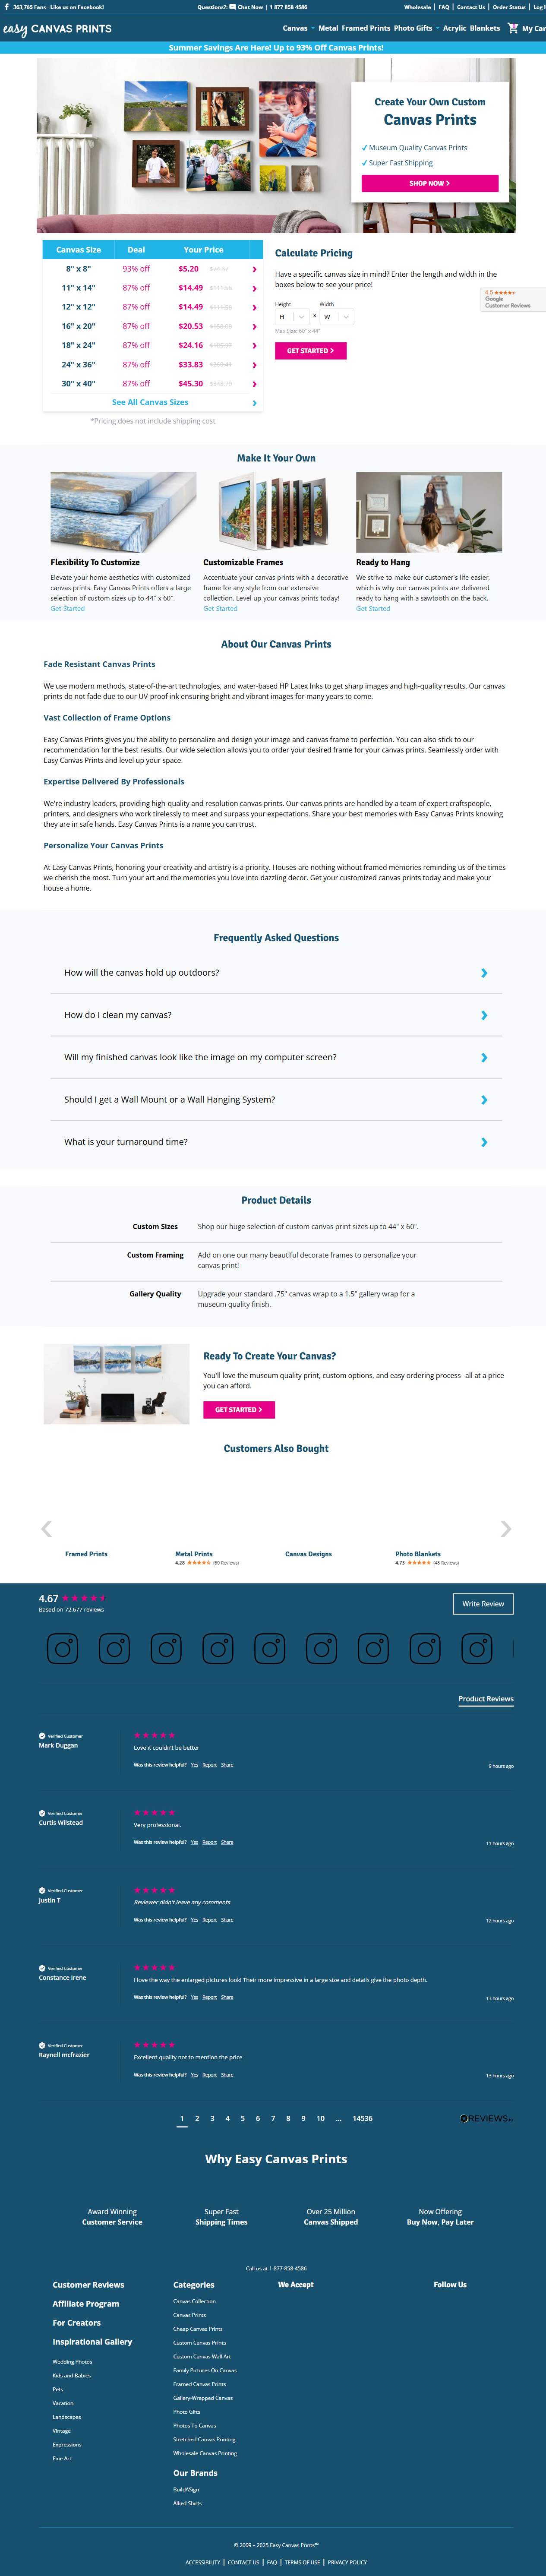 363,765 Fans - Like us on Facebook!
Questions?: Chat Now | 1-877-858-4586
Wholesale | FAQ | Contact Us | Order Status | Log I
easy CANVAS PRINTS
Canvas Metal Framed Prints Photo Gifts Acrylic Blankets My Car
Summer Savings Are Here! Up to 93% Off Canvas Prints!
Create Your Own Custom
Canvas Prints
✓ Museum Quality Canvas Prints
✓ Super Fast Shipping
SHOP NOW
Canvas Size Deal Your Price
8" x 8" 93% off $5.20
11" x 14" 87% off $14.49
12" x 12" 87% off $14.49
16" x 20" 87% off $20.53
18" x 24" 87% off $24.16
24" x 36" 87% off $33.83
30" x 40" 87% off $45.30
See All Canvas Sizes
*Pricing does not include shipping cost
Calculate Pricing
Have a specific canvas size in mind? Enter the length and width in the
boxes below to see your price!
Height Width
H x W
Max Size: 60" x 44"
GET STARTED
4.5
Google
Customer Reviews
Make It Your Own
Flexibility To Customize
Elevate your home aesthetics with customized
canvas prints. Easy Canvas Prints offers a large
selection of custom sizes up to 44" x 60".
Get Started
Customizable Frames
Accentuate your canvas prints with a decorative
frame for any style from our extensive
collection. Level up your canvas prints today!
Get Started
Ready to Hang
We strive to make our customer's life easier,
which is why our canvas prints are delivered
ready to hang with a sawtooth on the back.
Get Started
About Our Canvas Prints
Fade Resistant Canvas Prints
We use modern methods, state-of-the-art technologies, and water-based HP Latex Inks to get sharp images and high-quality results. Our canvas
prints do not fade due to our UV-proof ink ensuring bright and vibrant images for many years to come.
Vast Collection of Frame Options
Easy Canvas Prints gives you the ability to personalize and design your image and canvas frame to perfection. You can also stick to our
recommendation for the best results. Our wide selection allows you to order your desired frame for your canvas prints. Seamlessly order with
Easy Canvas Prints and level up your space.
Expertise Delivered By Professionals
We're industry leaders, providing high-quality and resolution canvas prints. Our canvas prints are handled by a team of expert craftspeople,
printers, and designers who work tirelessly to meet and surpass your expectations. Share your best memories with Easy Canvas Prints knowing
they are in safe hands. Easy Canvas Prints is a name you can trust.
Personalize Your Canvas Prints
At Easy Canvas Prints, honoring your creativity and artistry is a priority. Houses are nothing without framed memories reminding us of the times
we cherish the most. Turn your art and the memories you love into dazzling decor. Get your customized canvas prints today and make your
house a home.
Frequently Asked Questions
How will the canvas hold up outdoors?
How do I clean my canvas?
Will my finished canvas look like the image on my computer screen?
Should I get a Wall Mount or a Wall Hanging System?
What is your turnaround time?
Product Details
Custom Sizes Shop our huge selection of custom canvas print sizes up to 44" x 60".
Custom Framing Add on one our many beautiful decorate frames to personalize your
canvas print!
Gallery Quality Upgrade your standard .75" canvas wrap to a 1.5" gallery wrap for a
museum quality finish.
Ready To Create Your Canvas?
You'll love the museum quality print, custom options, and easy ordering process--all at a price
you can afford.
GET STARTED
Customers Also Bought
Framed Prints
Metal Prints
4.28 (60 Reviews)
Canvas Designs
Photo Blankets
4.73 (48 Reviews)
4.67
Based on 72,677 reviews
Write Review
Product Reviews
Verified Customer
Mark Duggan
Love it couldn't be better
Was this review helpful? Yes Report Share
9 hours ago
Verified Customer
Curtis Wilstead
Very professional.
Was this review helpful? Yes Report Share
11 hours ago
Verified Customer
Justin T
Reviewer didn't leave any comments
Was this review helpful? Yes Report Share
12 hours ago
Verified Customer
Constance Irene
I love the way the enlarged pictures look! Their more impressive in a large size and details give the photo depth.
Was this review helpful? Yes Report Share
13 hours ago
Verified Customer
Raynell mcfrazier
Excellent quality not to mention the price
Was this review helpful? Yes Report Share
13 hours ago
1 2 3 4 5 6 7 8 9 10 ... 14536
REVIEWS.io
Why Easy Canvas Prints
Award Winning
Customer Service
Super Fast
Shipping Times
Over 25 Million
Canvas Shipped
Now Offering
Buy Now, Pay Later
Call us at 1-877-858-4586
Customer Reviews
Affiliate Program
For Creators
Inspirational Gallery
Wedding Photos
Kids and Babies
Pets
Vacation
Landscapes
Vintage
Expressions
Fine Art
Categories
Canvas Collection
Canvas Prints
Cheap Canvas Prints
Custom Canvas Prints
Custom Canvas Wall Art
Family Pictures On Canvas
Framed Canvas Prints
Gallery-Wrapped Canvas
Photo Gifts
Photos To Canvas
Stretched Canvas Printing
Wholesale Canvas Printing
Our Brands
BuildASign
Allied Shirts
We Accept
Follow Us
© 2009 – 2025 Easy Canvas Prints™
ACCESSIBILITY | CONTACT US | FAQ | TERMS OF USE | PRIVACY POLICY